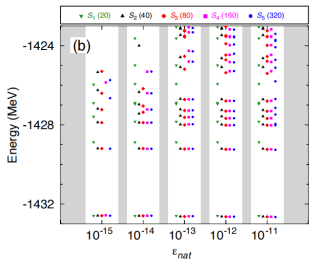 S₁ (20) S₂ (40) S₃ (80) S₄ (160) S₅ (320)
(b)
Energy (MeV)
-1424
-1428
-1432
10⁻¹⁵ 10⁻¹⁴ 10⁻¹³ 10⁻¹² 10⁻¹¹
εnat